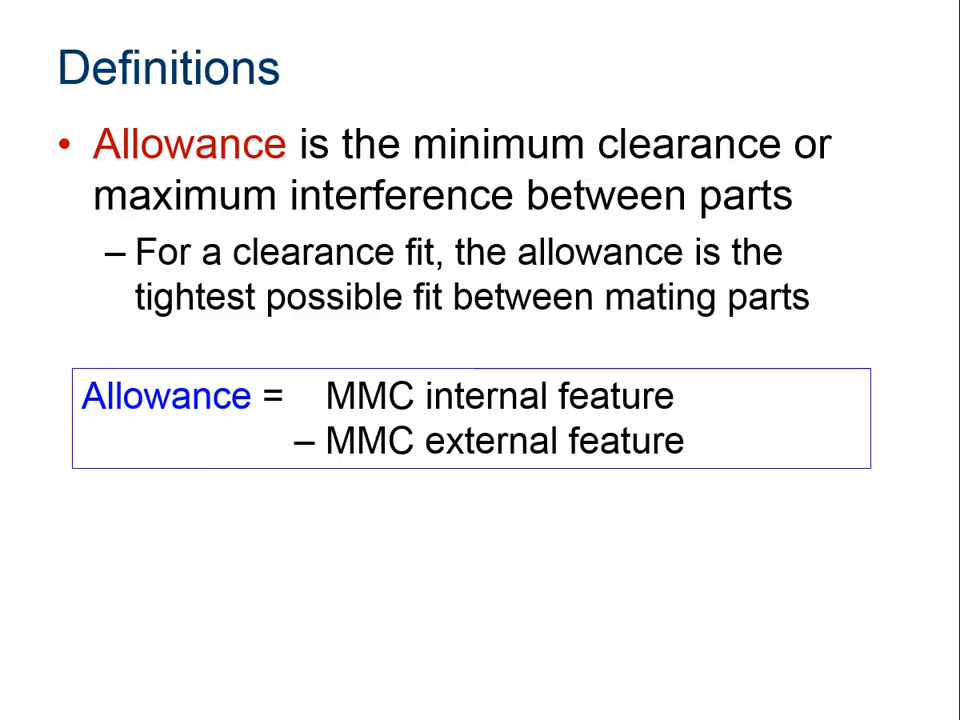 Definitions
• Allowance is the minimum clearance or
maximum interference between parts
– For a clearance fit, the allowance is the
tightest possible fit between mating parts
Allowance = MMC internal feature
– MMC external feature